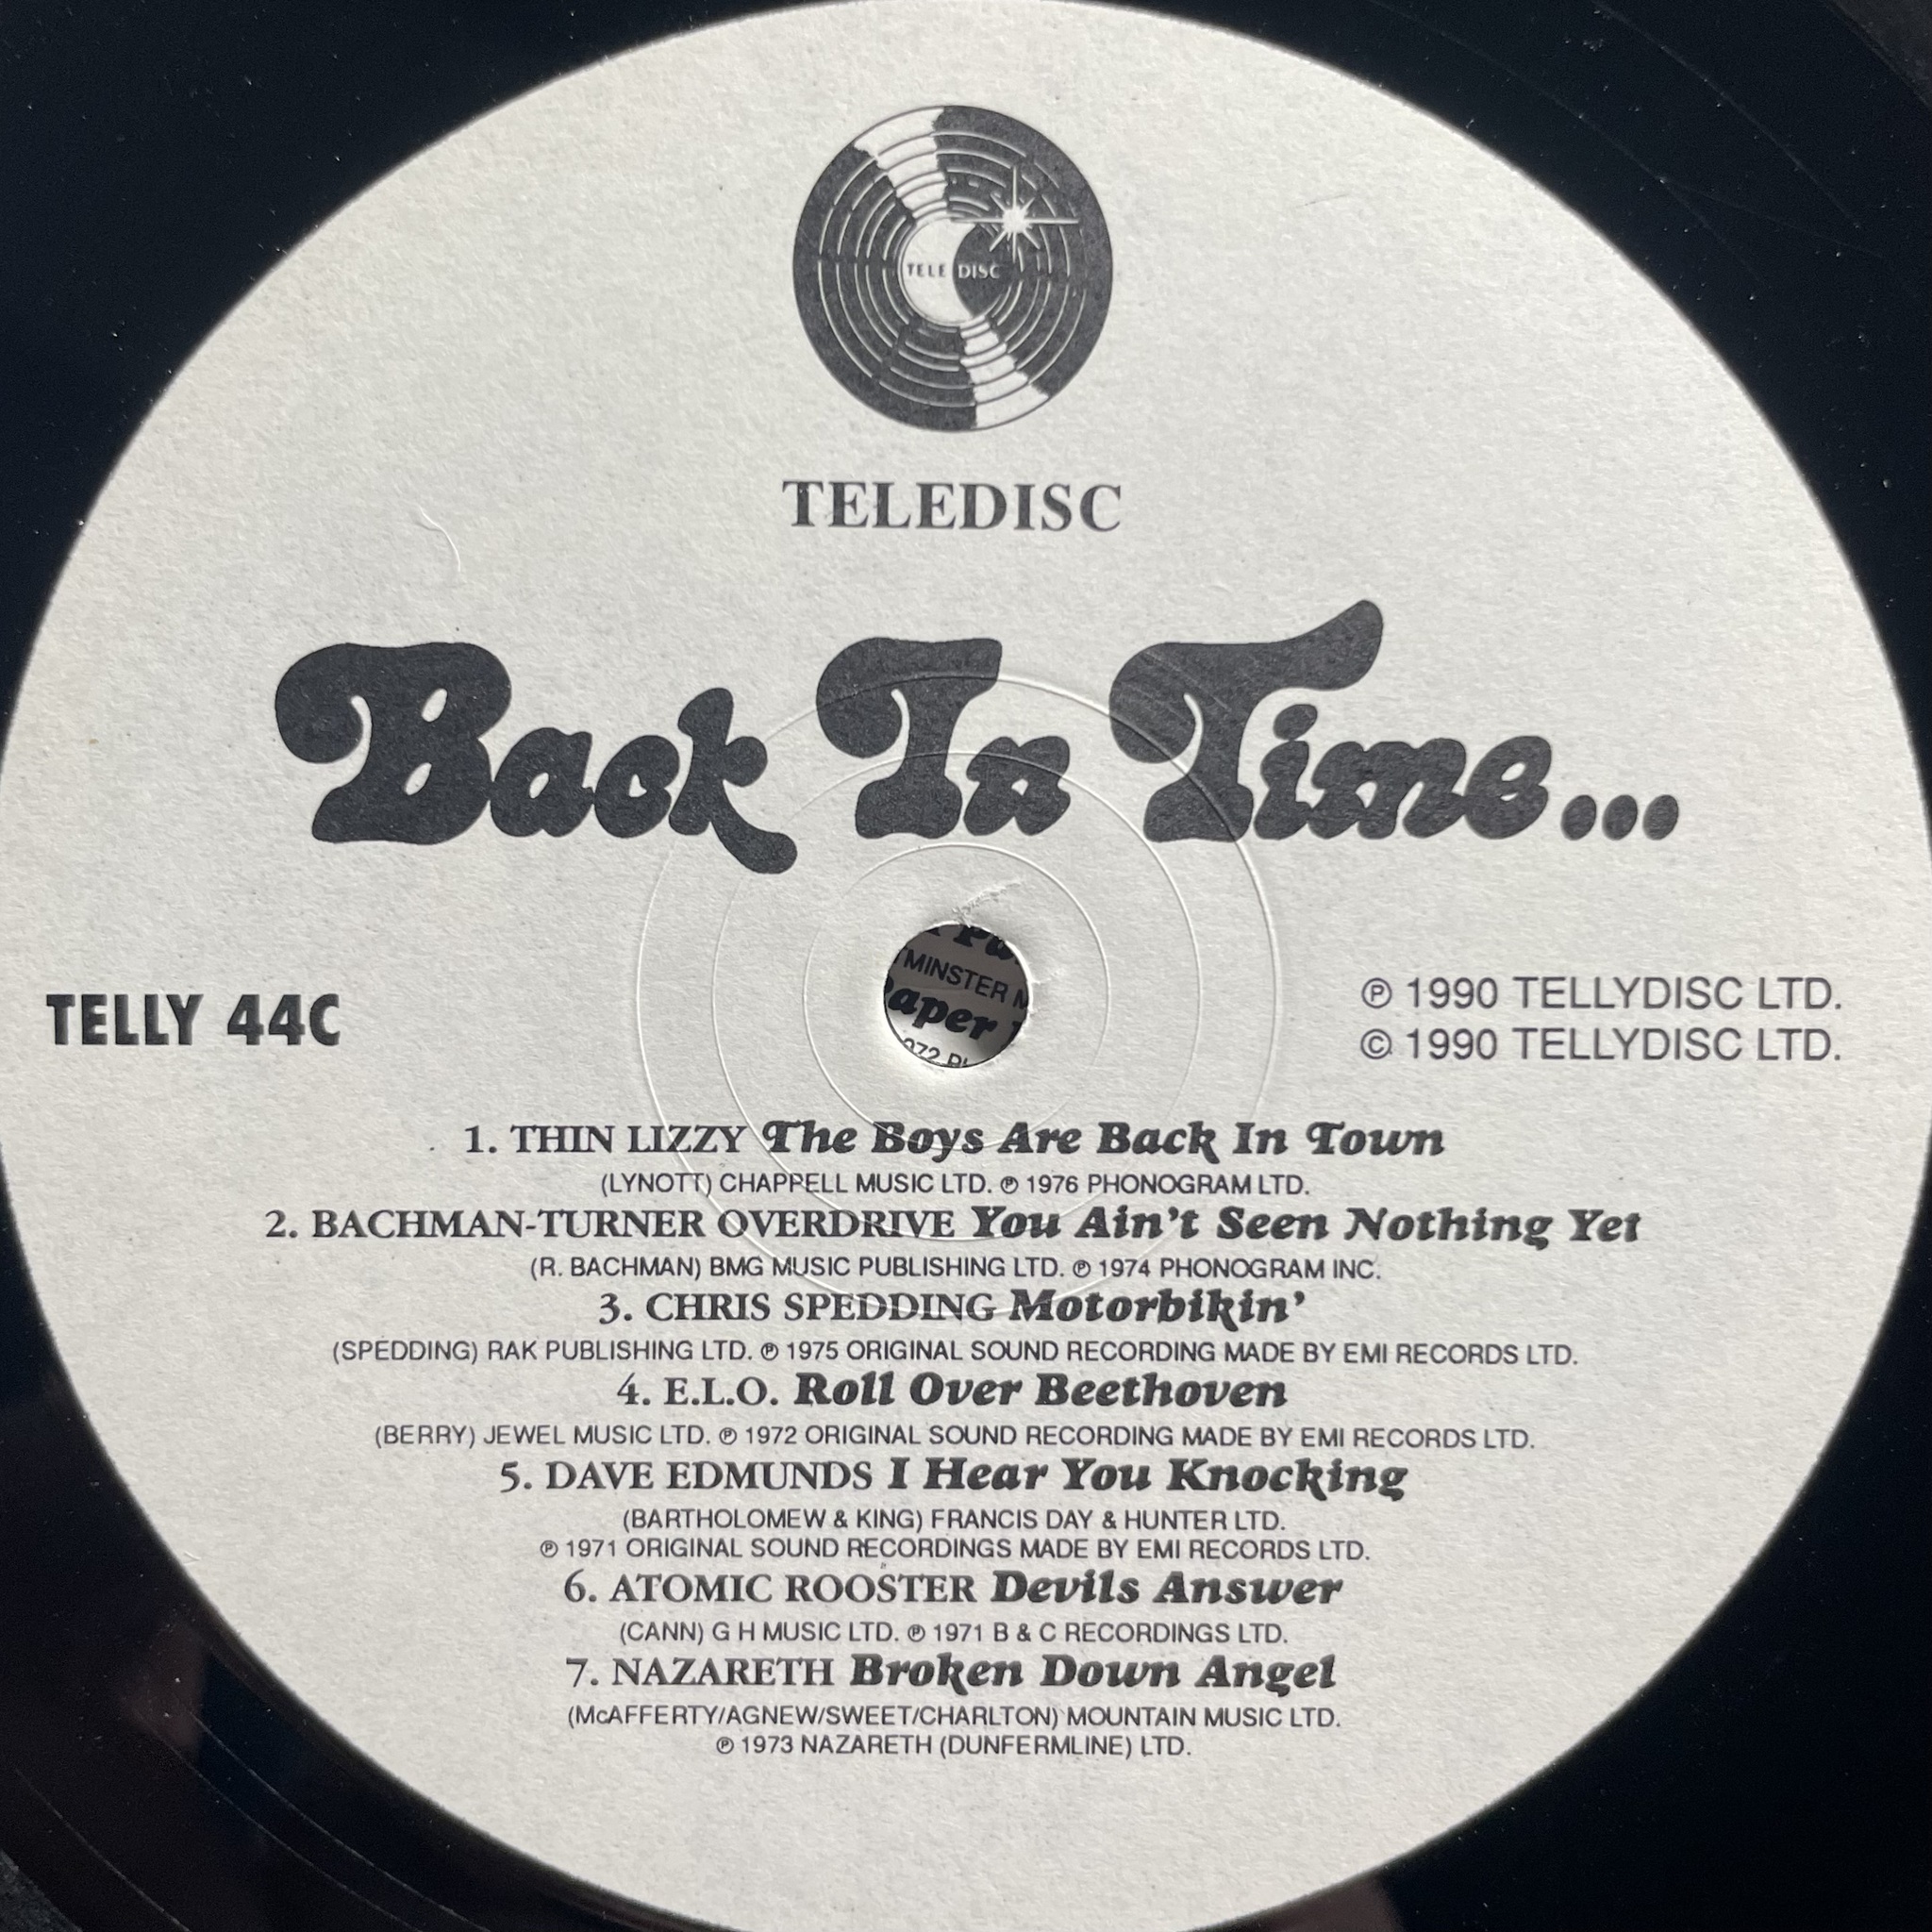 TELE DISC
TELEDISC
Back In Time...
TELLY 44C
℗ 1990 TELLYDISC LTD.
© 1990 TELLYDISC LTD.
MINSTER
aper
1. THIN LIZZY The Boys Are Back In Town
(LYNOTT) CHAPPELL MUSIC LTD. ℗ 1976 PHONOGRAM LTD.
2. BACHMAN-TURNER OVERDRIVE You Ain't Seen Nothing Yet
(R. BACHMAN) BMG MUSIC PUBLISHING LTD. ℗ 1974 PHONOGRAM INC.
3. CHRIS SPEDDING Motorbikin'
(SPEDDING) RAK PUBLISHING LTD. ℗ 1975 ORIGINAL SOUND RECORDING MADE BY EMI RECORDS LTD.
4. E.L.O. Roll Over Beethoven
(BERRY) JEWEL MUSIC LTD. ℗ 1972 ORIGINAL SOUND RECORDING MADE BY EMI RECORDS LTD.
5. DAVE EDMUNDS I Hear You Knocking
(BARTHOLOMEW & KING) FRANCIS DAY & HUNTER LTD.
℗ 1971 ORIGINAL SOUND RECORDINGS MADE BY EMI RECORDS LTD.
6. ATOMIC ROOSTER Devils Answer
(CANN) G H MUSIC LTD. ℗ 1971 B & C RECORDINGS LTD.
7. NAZARETH Broken Down Angel
(McAFFERTY/AGNEW/SWEET/CHARLTON) MOUNTAIN MUSIC LTD.
℗ 1973 NAZARETH (DUNFERMLINE) LTD.